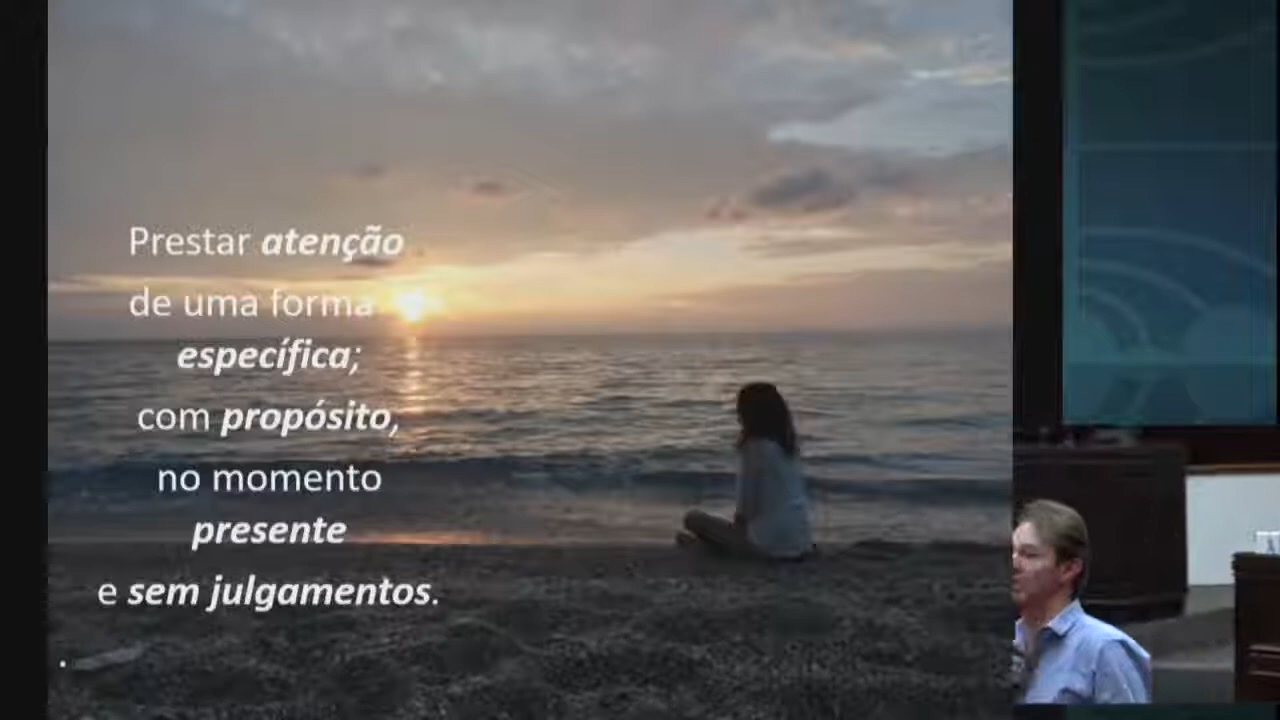 Prestar atenção
de uma forma
específica;
com propósito,
no momento
presente
e sem julgamentos.
.